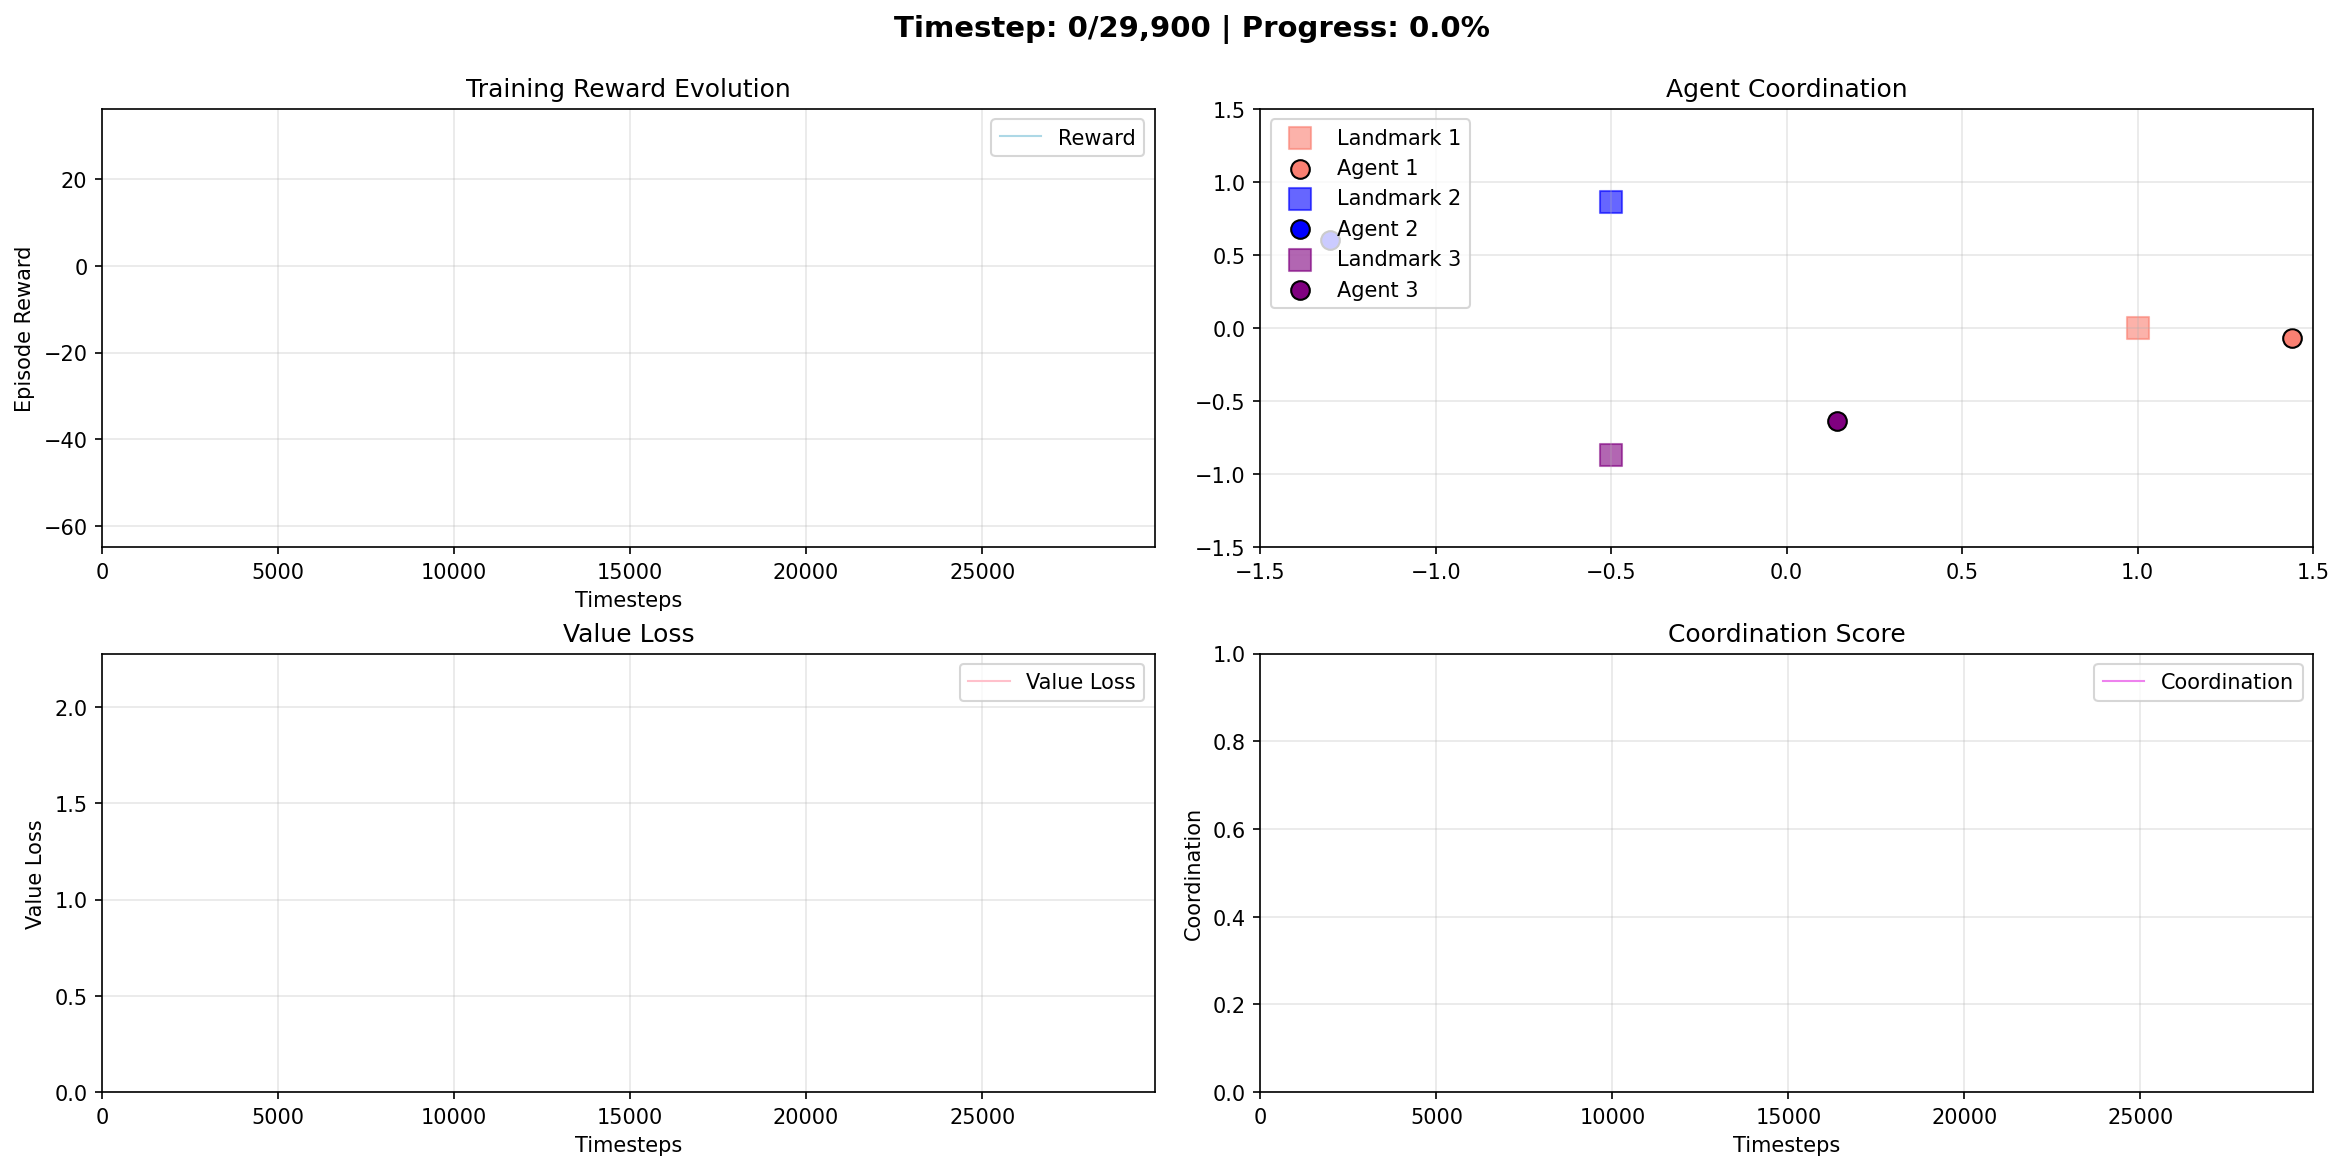 Timestep: 0/29,900 | Progress: 0.0%
Training Reward Evolution
Reward
20
0
−20
−40
−60
Episode Reward
0 5000 10000 15000 20000 25000
Timesteps
Agent Coordination
Landmark 1
Agent 1
Landmark 2
Agent 2
Landmark 3
Agent 3
1.5
1.0
0.5
0.0
−0.5
−1.0
−1.5
−1.5 −1.0 −0.5 0.0 0.5 1.0 1.5
Value Loss
Value Loss
2.0
1.5
1.0
0.5
0.0
Value Loss
0 5000 10000 15000 20000 25000
Timesteps
Coordination Score
Coordination
1.0
0.8
0.6
0.4
0.2
0.0
Coordination
0 5000 10000 15000 20000 25000
Timesteps